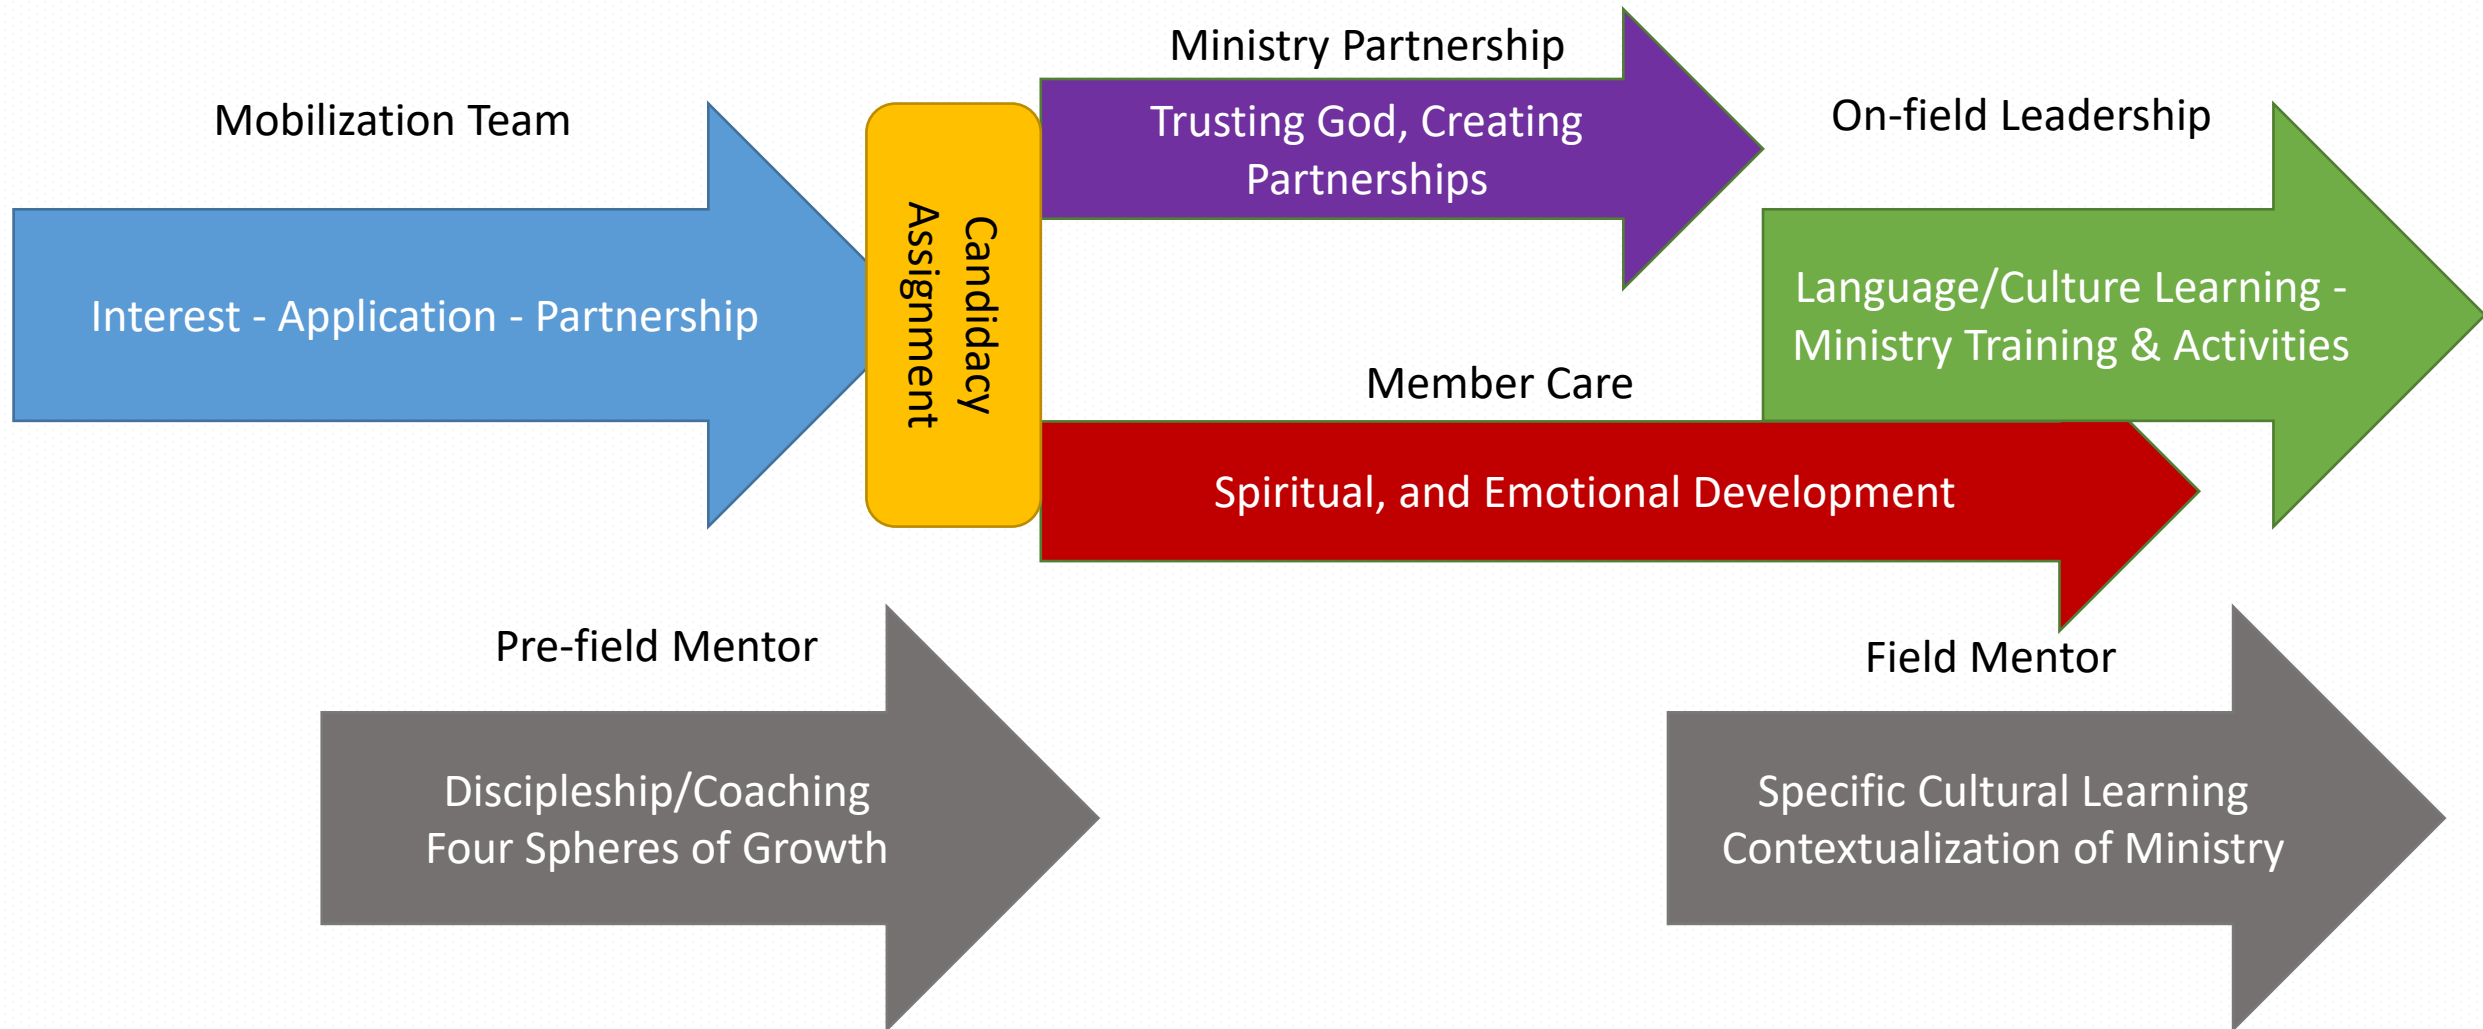 Mobilization Team
Interest - Application - Partnership
Candidacy
Assignment
Ministry Partnership
Trusting God, Creating
Partnerships
On-field Leadership
Language/Culture Learning -
Ministry Training & Activities
Member Care
Spiritual, and Emotional Development
Pre-field Mentor
Discipleship/Coaching
Four Spheres of Growth
Field Mentor
Specific Cultural Learning
Contextualization of Ministry